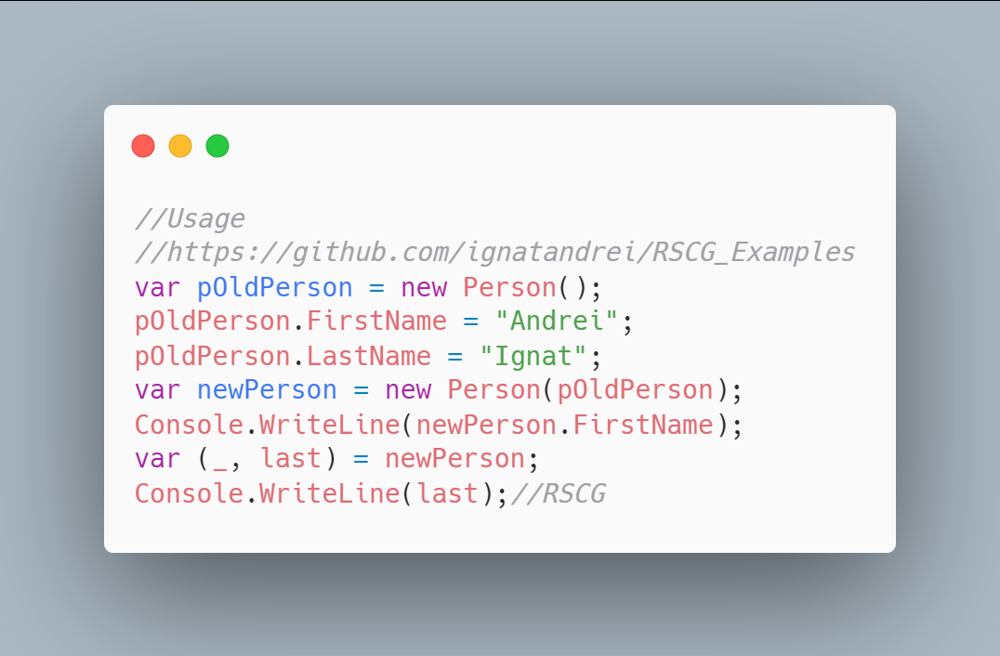 //Usage
//https://github.com/ignatandrei/RSCG_Examples
var pOldPerson = new Person();
pOldPerson.FirstName = "Andrei";
pOldPerson.LastName = "Ignat";
var newPerson = new Person(pOldPerson);
Console.WriteLine(newPerson.FirstName);
var (_, last) = newPerson;
Console.WriteLine(last);//RSCG